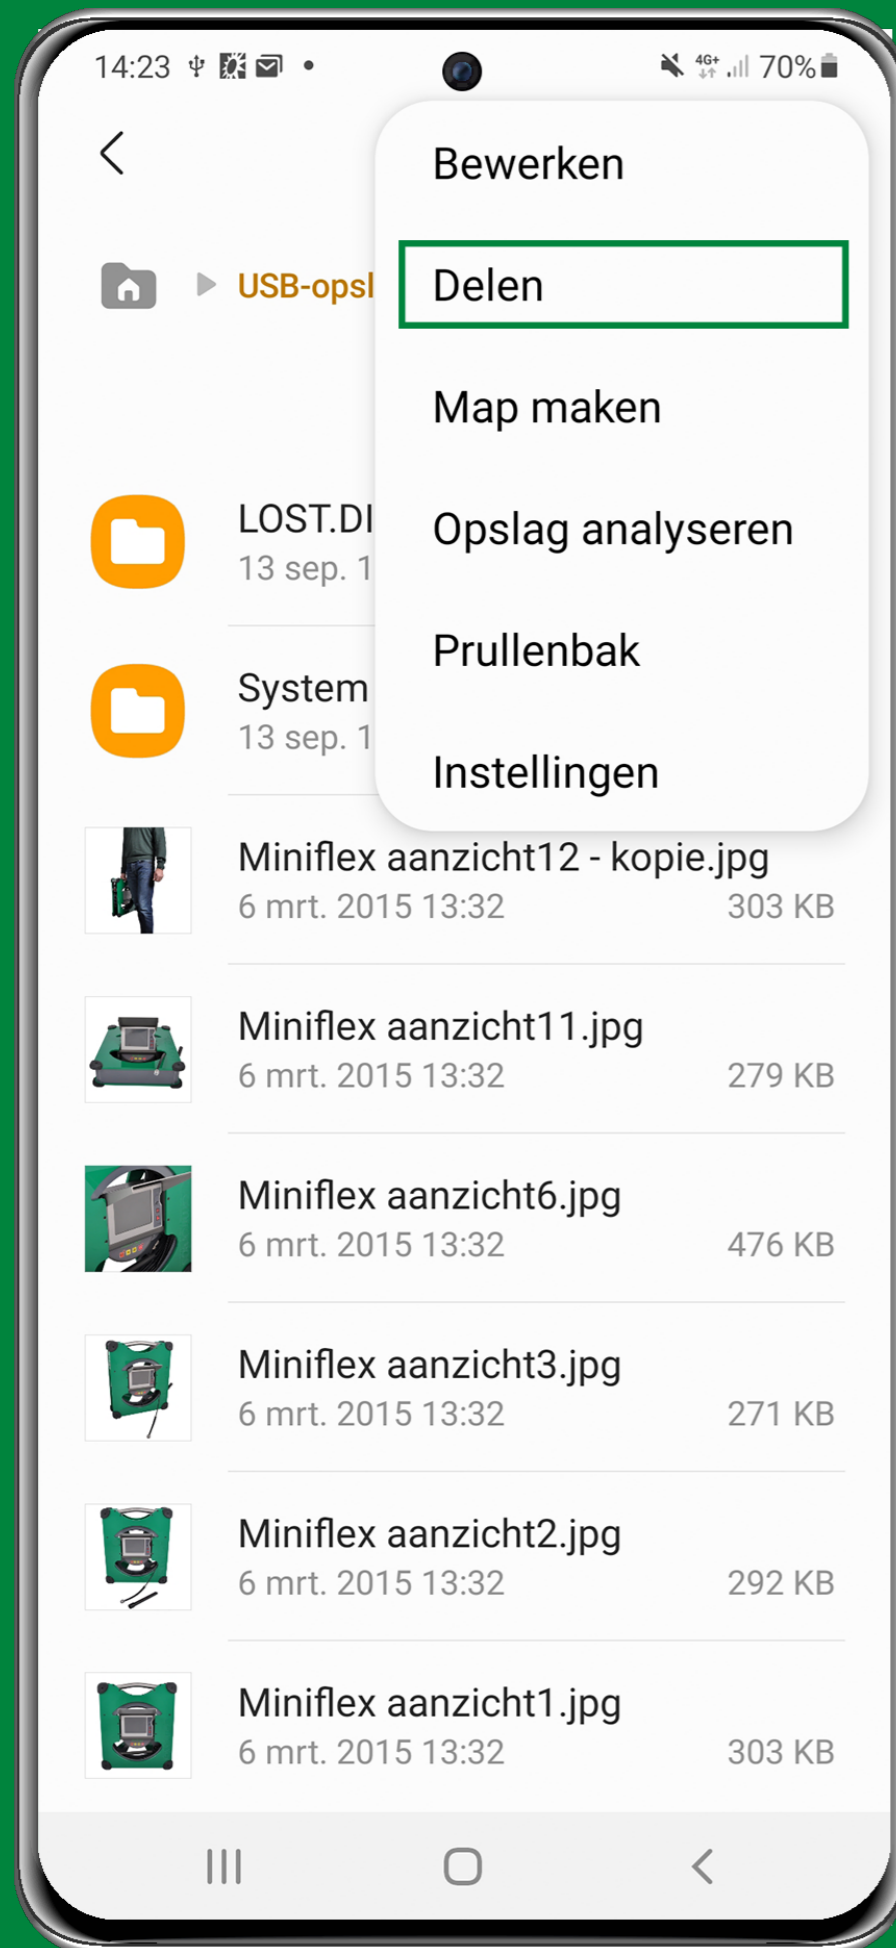 14:23
4G+ 70%
Bewerken
USB-opsl
Delen
Map maken
LOST.DI
13 sep. 1
Opslag analyseren
Prullenbak
System
13 sep. 1
Instellingen
Miniflex aanzicht12 - kopie.jpg
6 mrt. 2015 13:32 303 KB
Miniflex aanzicht11.jpg
6 mrt. 2015 13:32 279 KB
Miniflex aanzicht6.jpg
6 mrt. 2015 13:32 476 KB
Miniflex aanzicht3.jpg
6 mrt. 2015 13:32 271 KB
Miniflex aanzicht2.jpg
6 mrt. 2015 13:32 292 KB
Miniflex aanzicht1.jpg
6 mrt. 2015 13:32 303 KB